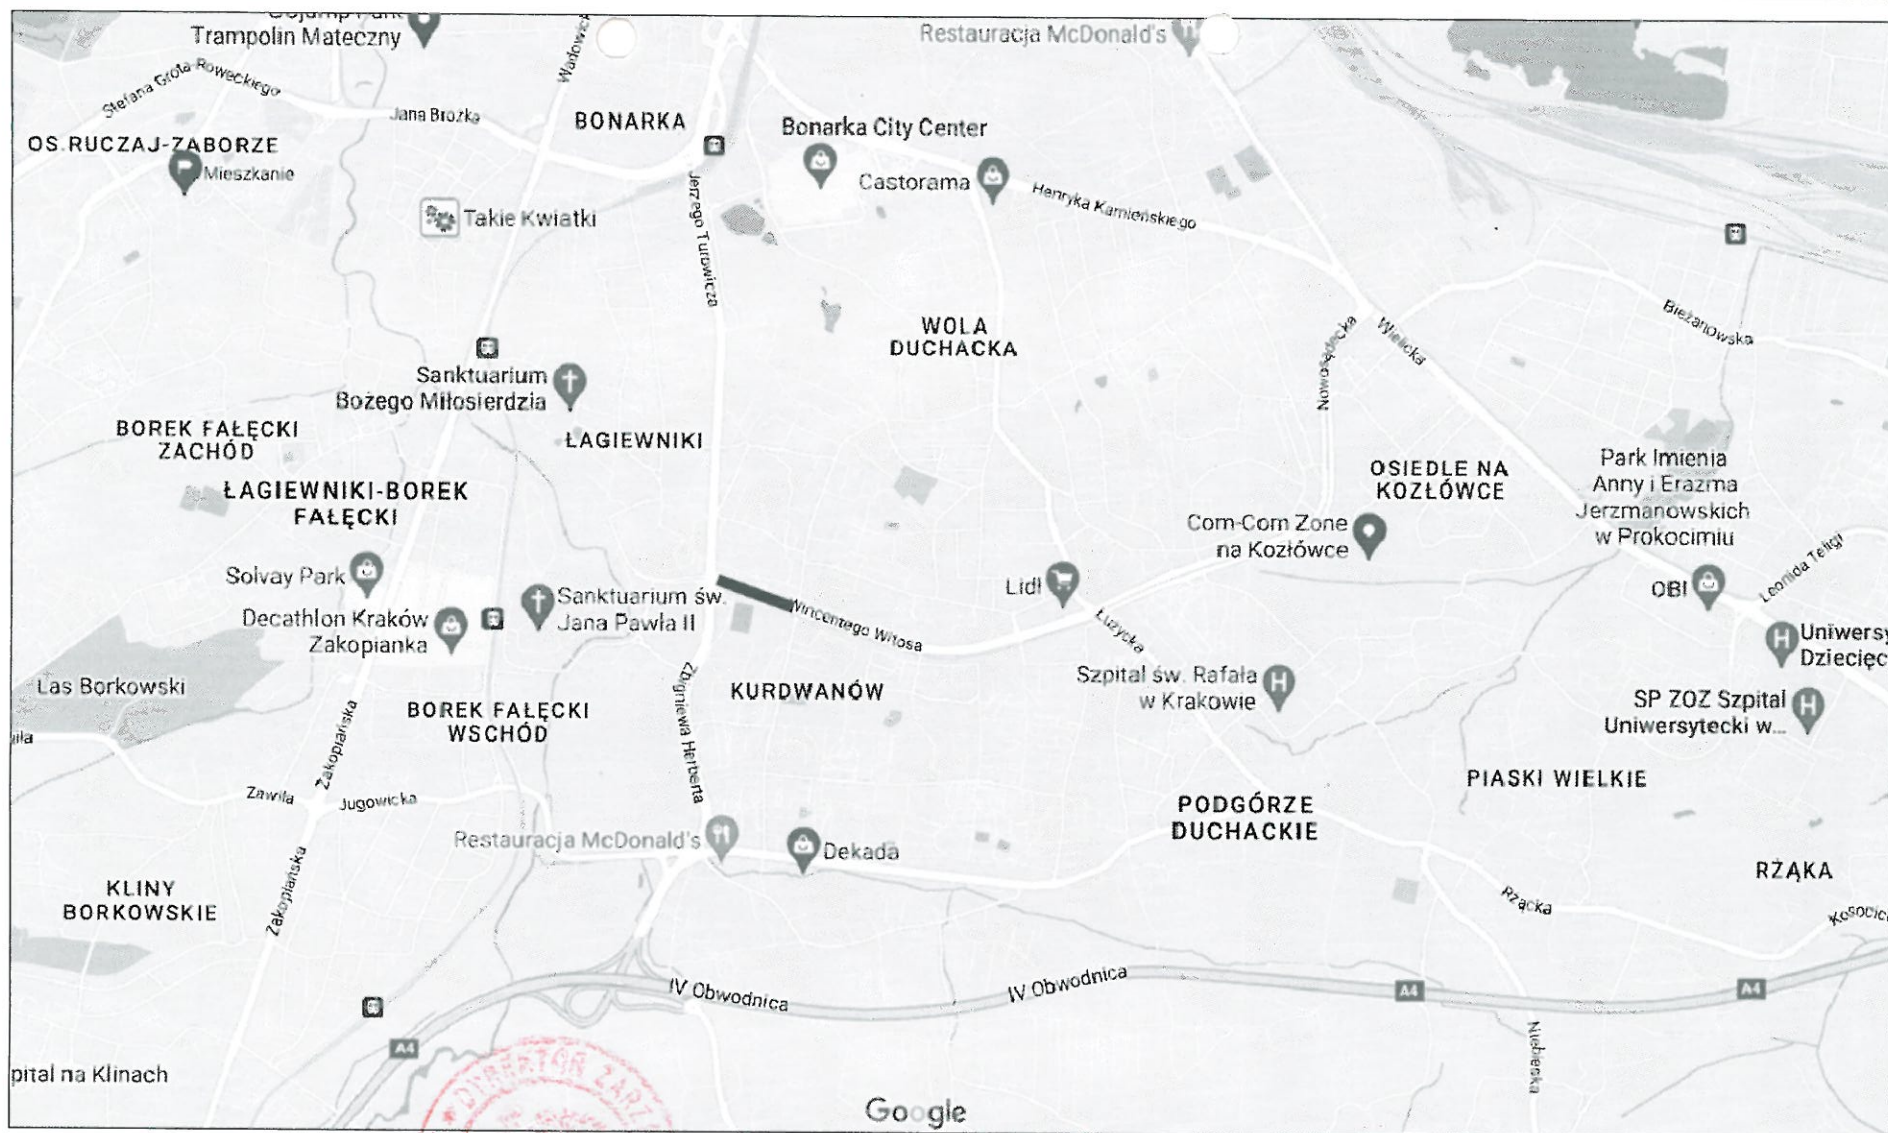 Trampolin Mateczny
Restauracja McDonald's
Stefana Grota-Roweckiego
Jana Brożka
BONARKA
Bonarka City Center
OS.RUCZAJ-ZABORZE
Mieszkanie
Castorama
Henryka Kamieńskiego
Takie Kwiatki
Jerzego Turowicza
WOLA
DUCHACKA
Nowosądecka
Wielicka
Bieżanowska
Sanktuarium
Bożego Miłosierdzia
BOREK FAŁĘCKI
ZACHÓD
ŁAGIEWNIKI
ŁAGIEWNIKI-BOREK
FAŁĘCKI
OSIEDLE NA
KOZŁÓWCE
Park Imienia
Anny i Erazma
Jerzmanowskich
w Prokocimiu
Com-Com Zone
na Kozłówce
Solvay Park
Decathlon Kraków
Zakopianka
Sanktuarium św.
Jana Pawła II
Wincentego Witosa
Lidl
Łużycka
OBI
Leonida Teligi
Uniwersy
Dziecięc
Szpital św. Rafała
w Krakowie
SP ZOZ Szpital
Uniwersytecki w...
Las Borkowski
KURDWANÓW
BOREK FAŁĘCKI
WSCHÓD
Zbigniewa Herberta
Zakopiańska
Zawiła
Jugowicka
PIASKI WIELKIE
PODGÓRZE
DUCHACKIE
Restauracja McDonald's
Dekada
RŻĄKA
KLINY
BORKOWSKIE
Zakopiańska
Rżącka
Kosocic
IV Obwodnica
IV Obwodnica
A4
A4
A4
Niebieska
pital na Klinach
DYREKTOR ZARZ
Google